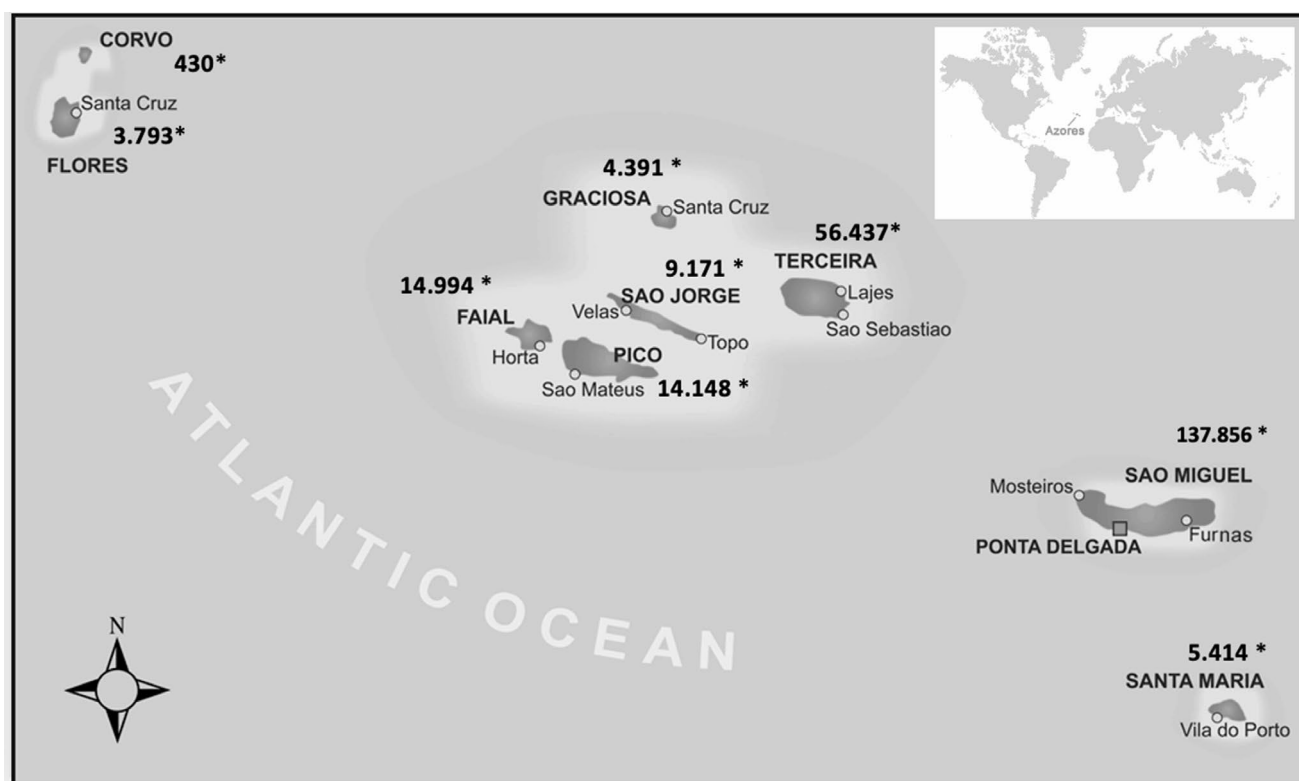 CORVO
430*
Santa Cruz
3.793*
FLORES
Azores
4.391 *
GRACIOSA
Santa Cruz
56.437*
TERCEIRA
Lajes
Sao Sebastiao
9.171 *
SAO JORGE
Velas
Topo
14.994 *
FAIAL
Horta
PICO
Sao Mateus
14.148 *
137.856 *
SAO MIGUEL
Mosteiros
Furnas
PONTA DELGADA
ATLANTIC OCEAN
N
5.414 *
SANTA MARIA
Vila do Porto